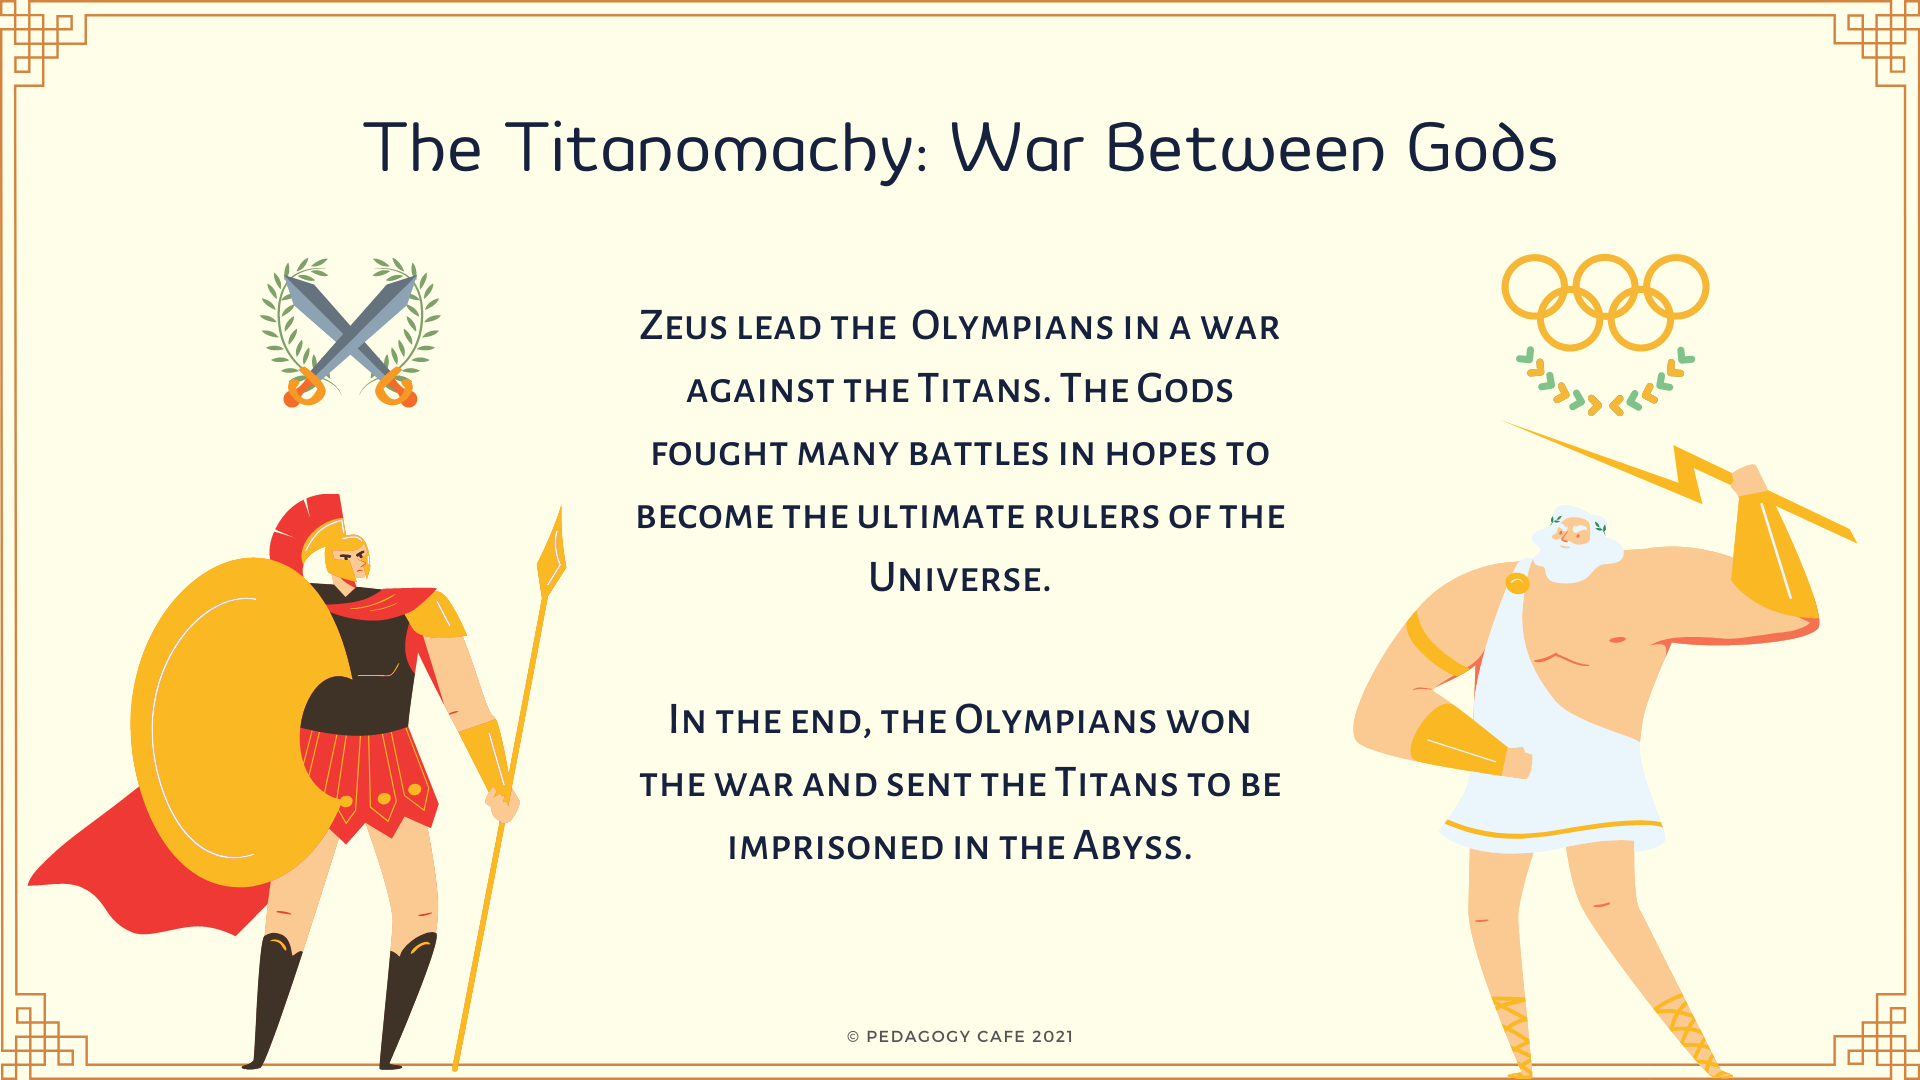 The Titanomachy: War Between Gods
Zeus lead the Olympians in a war
against the Titans. The Gods
fought many battles in hopes to
become the ultimate rulers of the
Universe.
In the end, the Olympians won
the war and sent the Titans to be
imprisoned in the Abyss.
© PEDAGOGY CAFE 2021